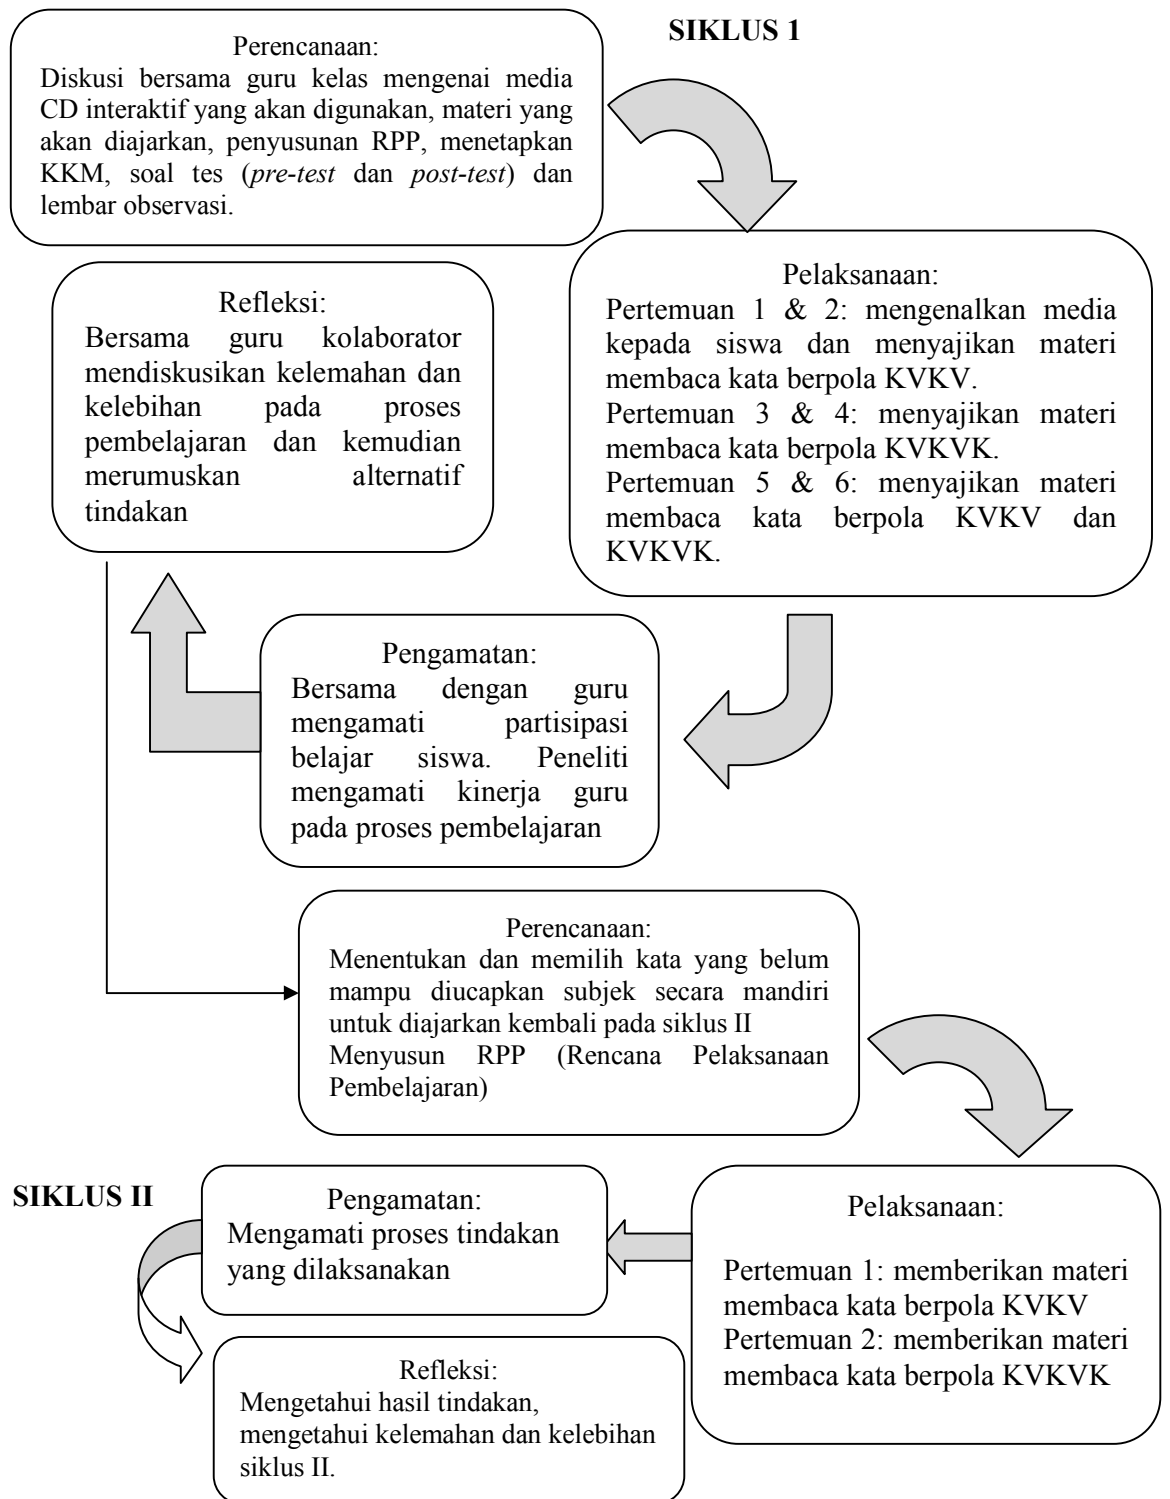 SIKLUS 1
Perencanaan:
Diskusi bersama guru kelas mengenai media
CD interaktif yang akan digunakan, materi yang
akan diajarkan, penyusunan RPP, menetapkan
KKM, soal tes (pre-test dan post-test) dan
lembar observasi.
Pelaksanaan:
Pertemuan 1 & 2: mengenalkan media
kepada siswa dan menyajikan materi
membaca kata berpola KVKV.
Pertemuan 3 & 4: menyajikan materi
membaca kata berpola KVKVK.
Pertemuan 5 & 6: menyajikan materi
membaca kata berpola KVKV dan
KVKVK.
Pengamatan:
Bersama dengan guru
mengamati partisipasi
belajar siswa. Peneliti
mengamati kinerja guru
pada proses pembelajaran
Refleksi:
Bersama guru kolaborator
mendiskusikan kelemahan dan
kelebihan pada proses
pembelajaran dan kemudian
merumuskan alternatif
tindakan
Perencanaan:
Menentukan dan memilih kata yang belum
mampu diucapkan subjek secara mandiri
untuk diajarkan kembali pada siklus II
Menyusun RPP (Rencana Pelaksanaan
Pembelajaran)
SIKLUS II
Pelaksanaan:
Pertemuan 1: memberikan materi
membaca kata berpola KVKV
Pertemuan 2: memberikan materi
membaca kata berpola KVKVK
Pengamatan:
Mengamati proses tindakan
yang dilaksanakan
Refleksi:
Mengetahui hasil tindakan,
mengetahui kelemahan dan kelebihan
siklus II.